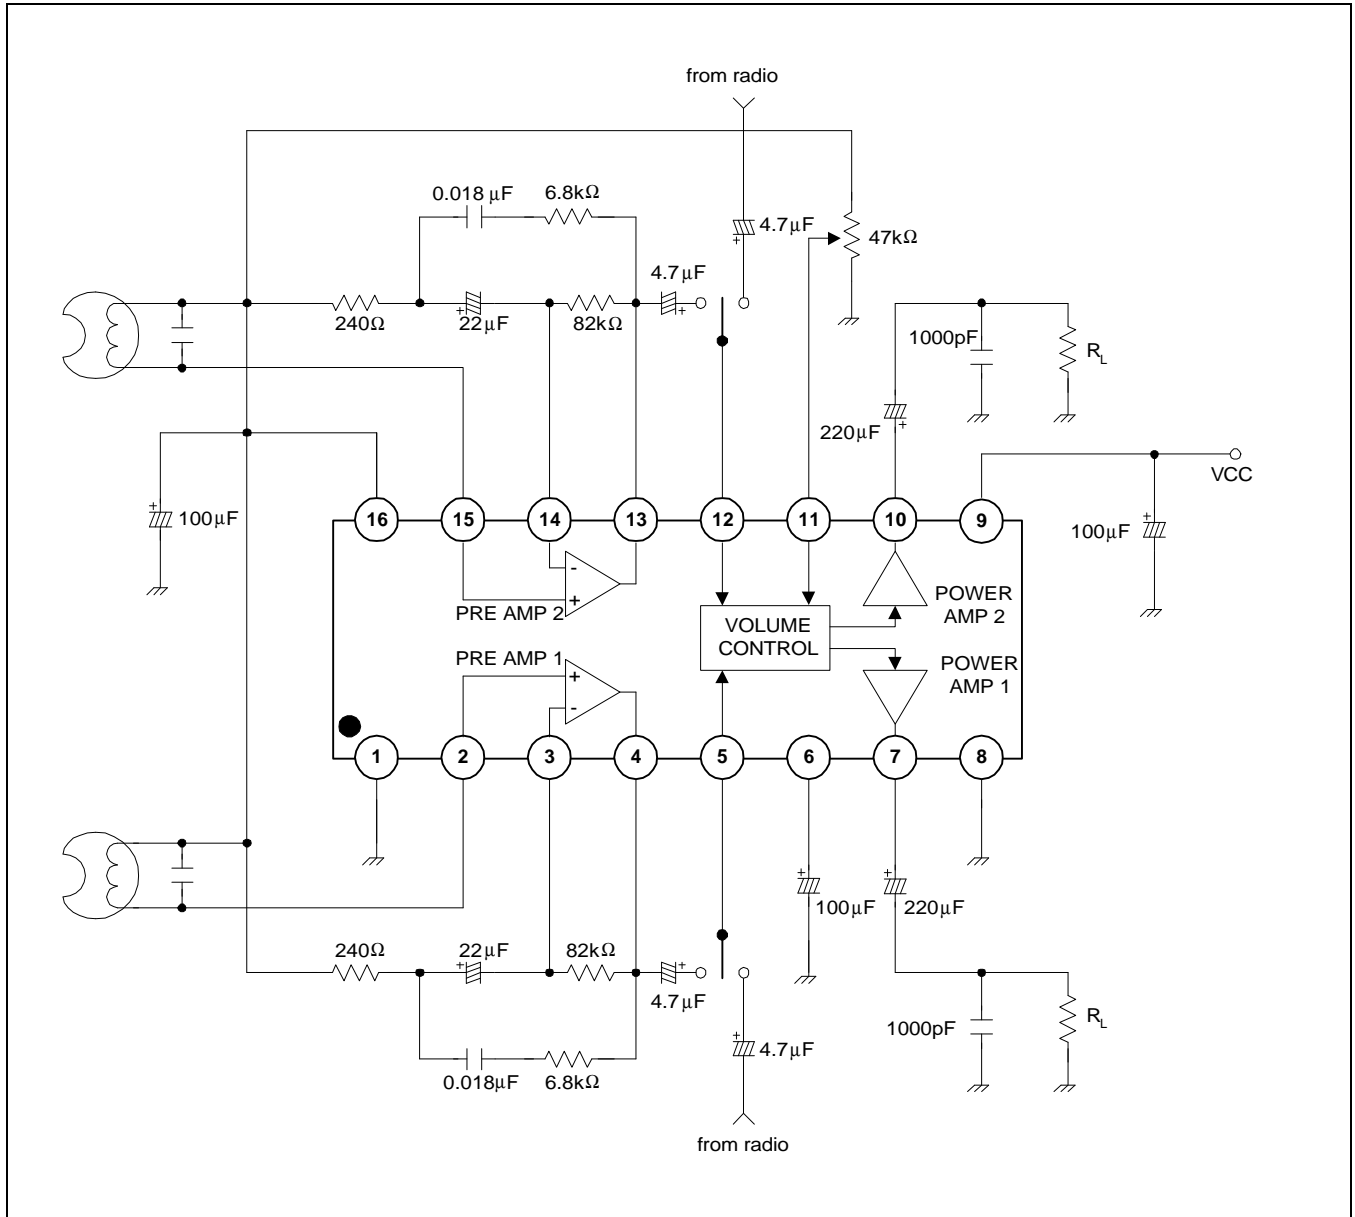 from radio
0.018 μF
6.8kΩ
4.7μF
47kΩ
4.7μF
240Ω
22μF
82kΩ
1000pF
R_L
220μF
VCC
100μF
100μF
16
15
14
13
12
11
10
9
-
+
PRE AMP 2
POWER
AMP 2
VOLUME
CONTROL
PRE AMP 1
+
-
POWER
AMP 1
1
2
3
4
5
6
7
8
100μF
220μF
240Ω
22μF
82kΩ
4.7μF
1000pF
R_L
4.7μF
0.018μF
6.8kΩ
from radio